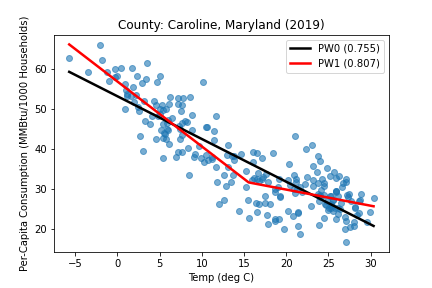 County: Caroline, Maryland (2019)
PW0 (0.755)
PW1 (0.807)
Per-Capita Consumption (MMBtu/1000 Households)
60
50
40
30
20
−5 0 5 10 15 20 25 30
Temp (deg C)